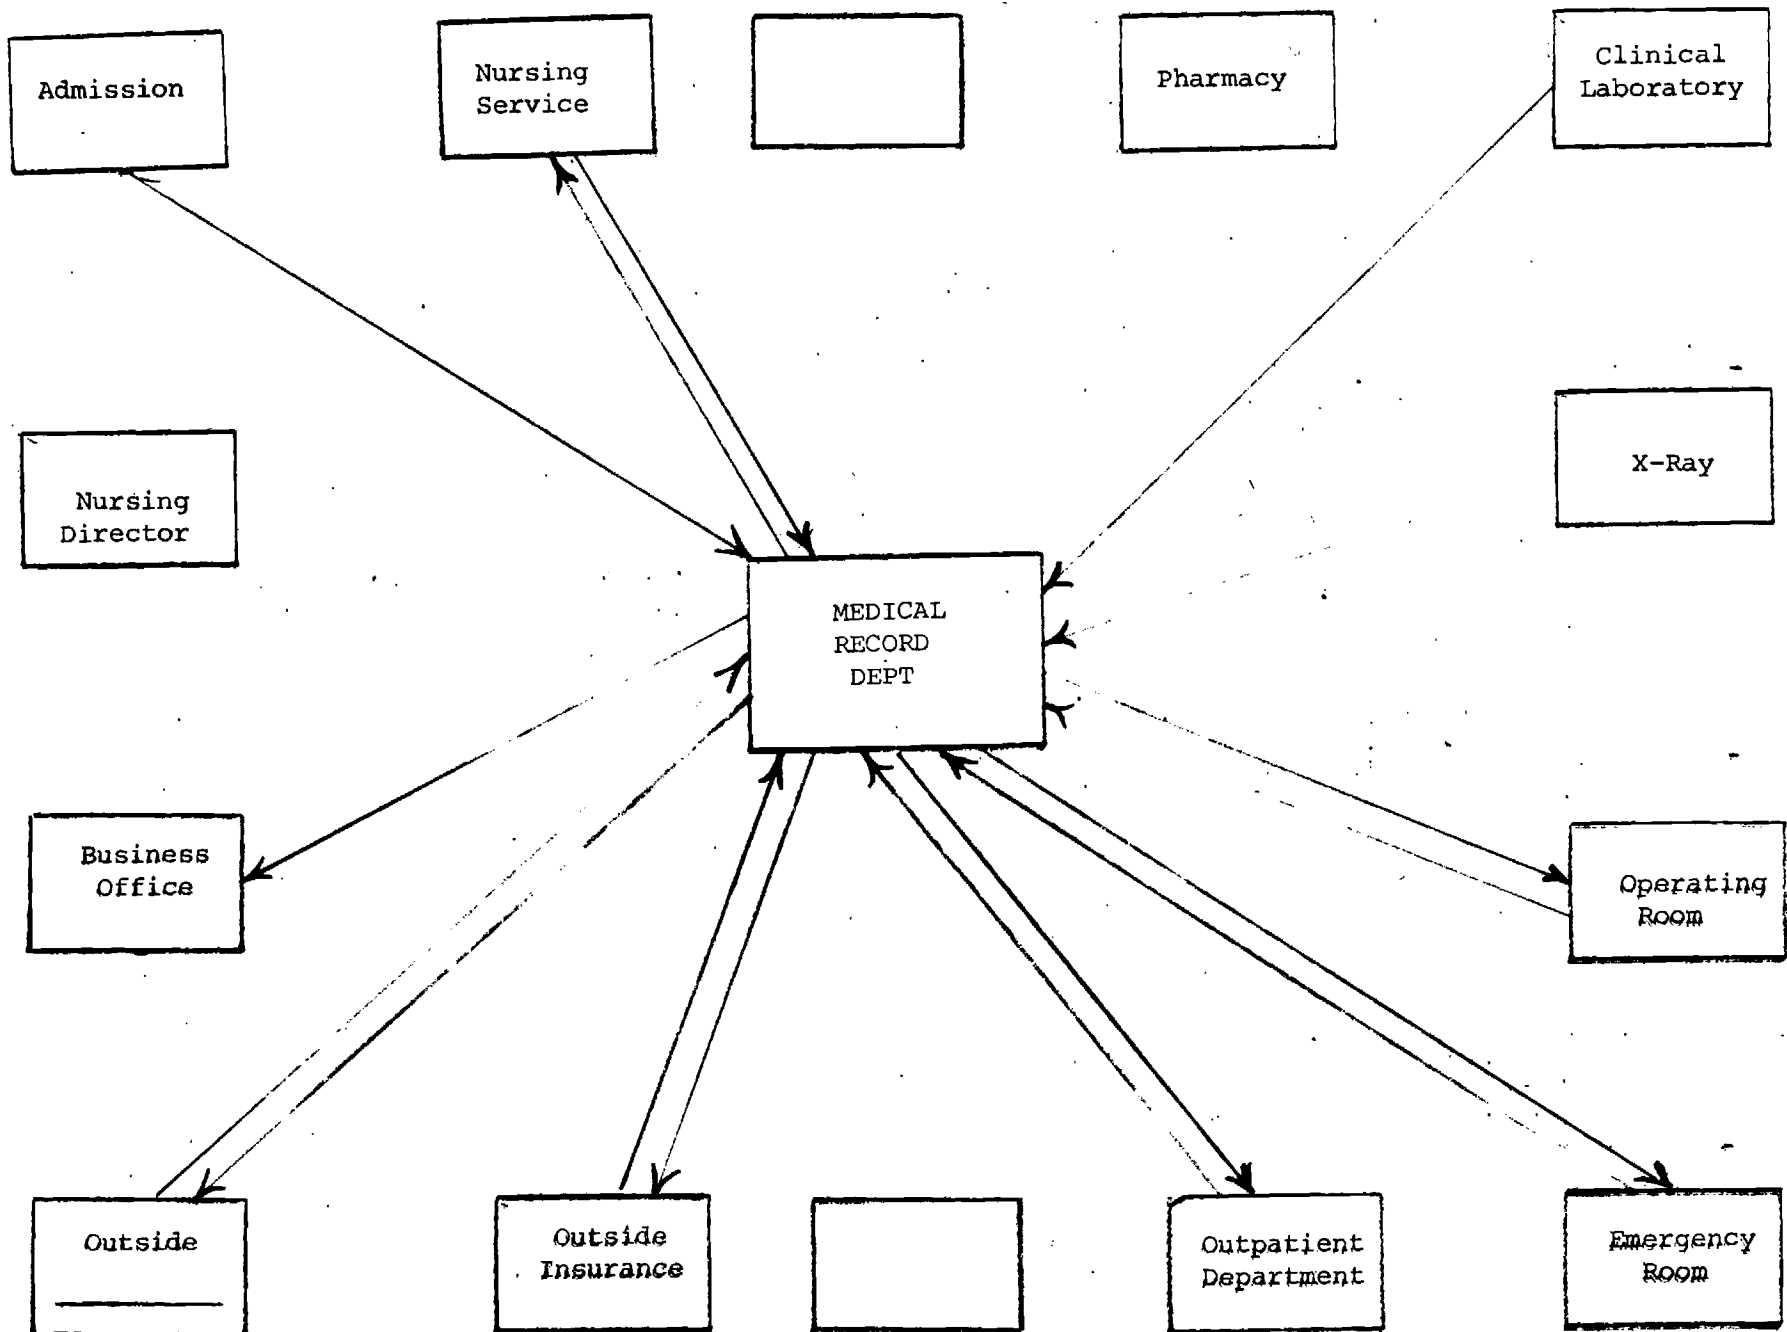 Admission
Nursing
Service
Pharmacy
Clinical
Laboratory
Nursing
Director
X-Ray
MEDICAL
RECORD
DEPT
Business
Office
Operating
Room
Outside
Outside
Insurance
Outpatient
Department
Emergency
Room